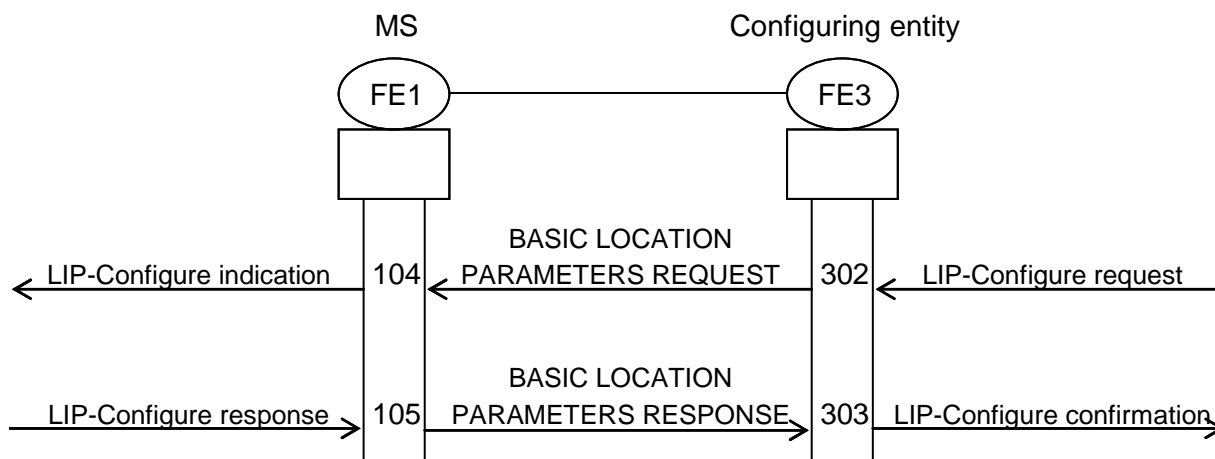 MS
Configuring entity
FE1
FE3
BASIC LOCATION
LIP-Configure indication
104
PARAMETERS REQUEST
302
LIP-Configure request
BASIC LOCATION
LIP-Configure response
105
PARAMETERS RESPONSE
303
LIP-Configure confirmation